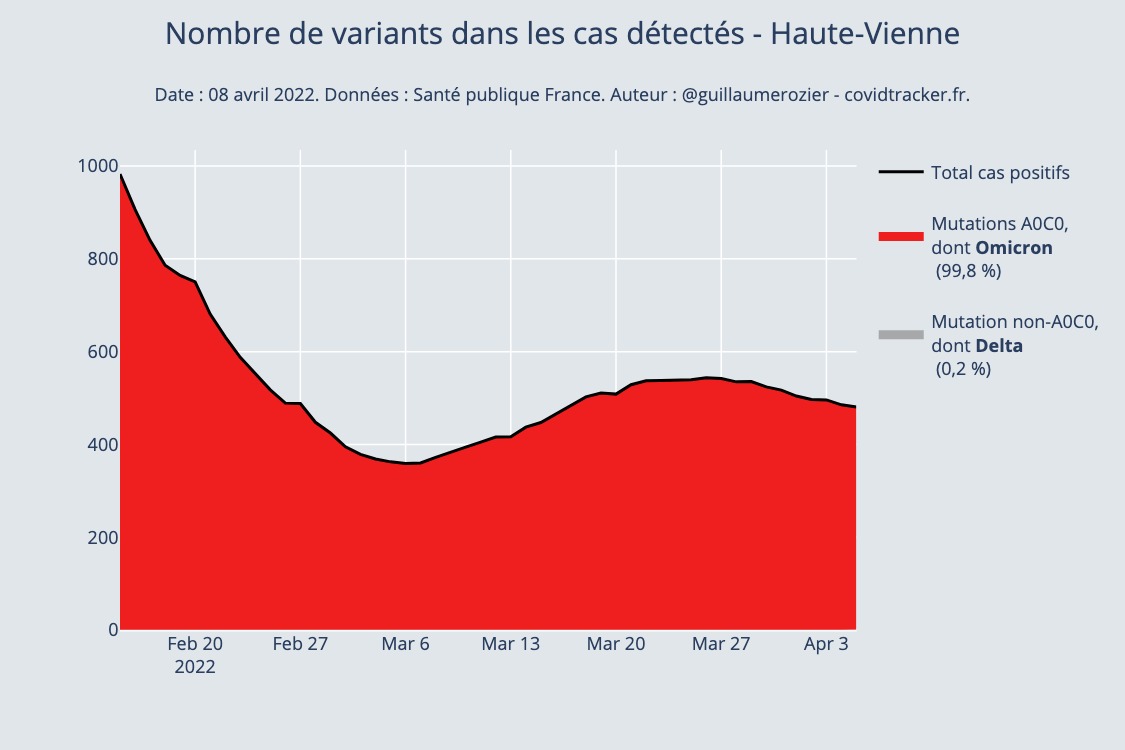 Nombre de variants dans les cas détectés - Haute-Vienne
Date : 08 avril 2022. Données : Santé publique France. Auteur : @guillaumerozier - covidtracker.fr.
1000
800
600
400
200
0
Feb 20
2022
Feb 27
Mar 6
Mar 13
Mar 20
Mar 27
Apr 3
Total cas positifs
Mutations A0C0,
dont Omicron
(99,8 %)
Mutation non-A0C0,
dont Delta
(0,2 %)